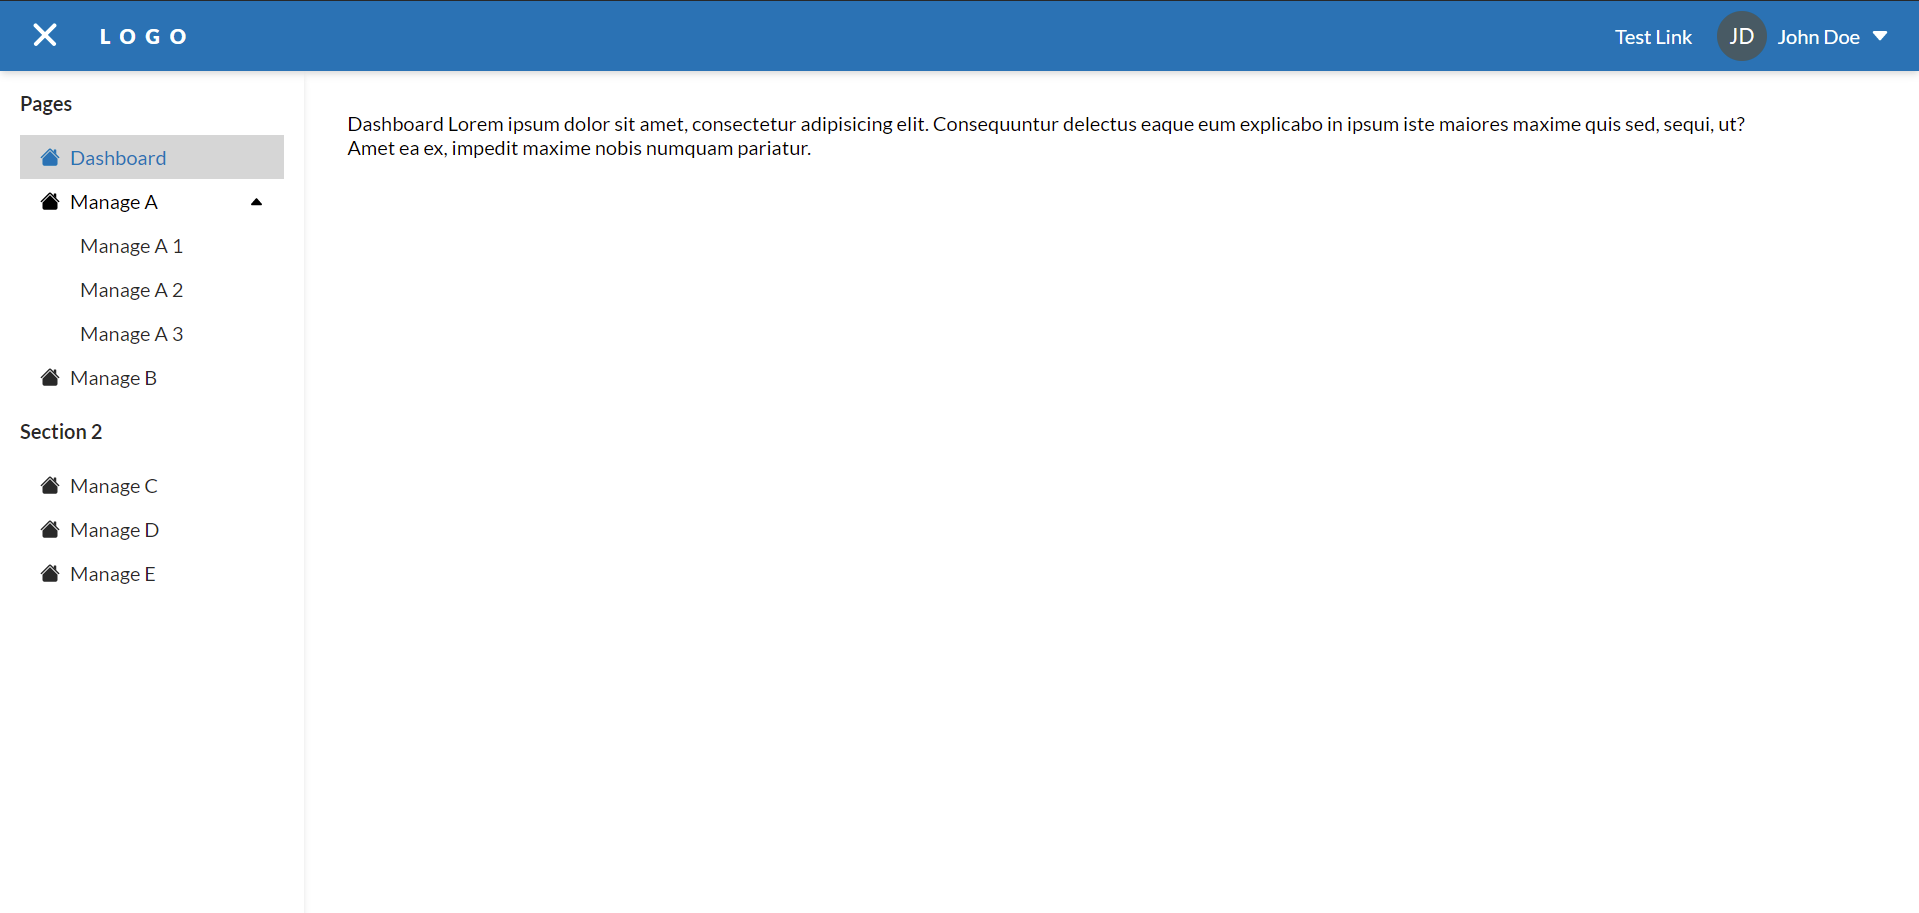 LOGO
Test Link
JD
John Doe
Pages
Dashboard
Manage A
Manage A 1
Manage A 2
Manage A 3
Manage B
Section 2
Manage C
Manage D
Manage E
Dashboard Lorem ipsum dolor sit amet, consectetur adipisicing elit. Consequuntur delectus eaque eum explicabo in ipsum iste maiores maxime quis sed, sequi, ut?
Amet ea ex, impedit maxime nobis numquam pariatur.